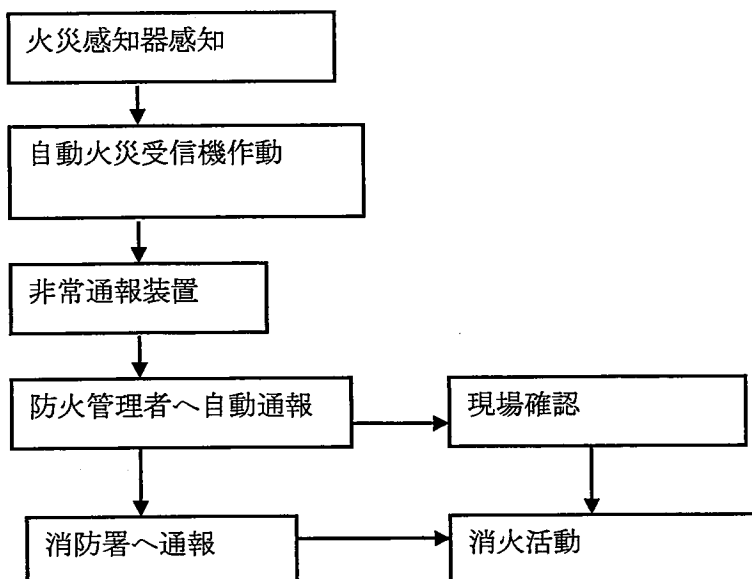 火災感知器感知
自動火災受信機作動
非常通報装置
防火管理者へ自動通報
現場確認
消防署へ通報
消火活動